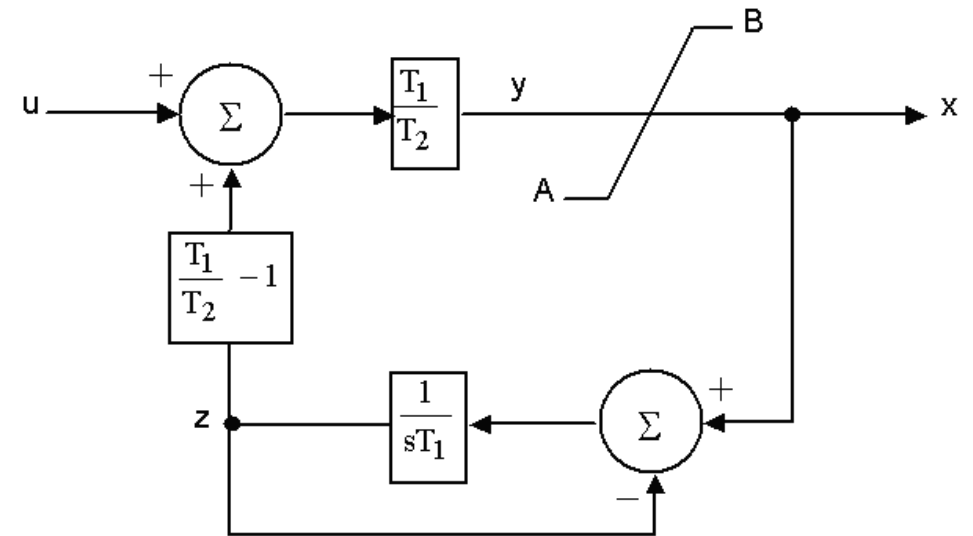 B
+
u
Σ
T₁
T₂
y
x
A
+
T₁
T₂
− 1
z
1
sT₁
Σ
+
−